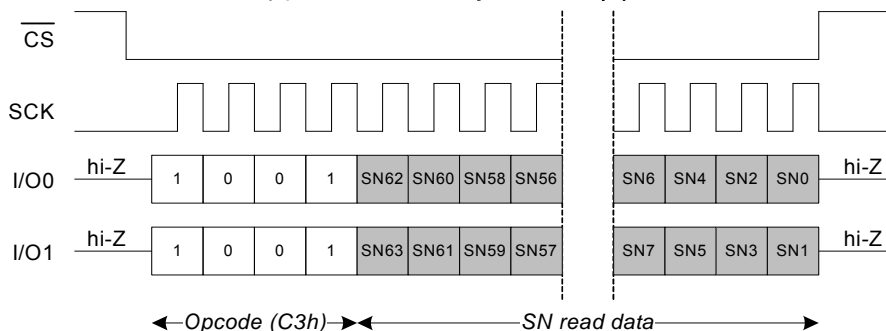 CS
SCK
I/O0 hi-Z 1 0 0 1 SN62 SN60 SN58 SN56 SN6 SN4 SN2 SN0 hi-Z
I/O1 hi-Z 1 0 0 1 SN63 SN61 SN59 SN57 SN7 SN5 SN3 SN1 hi-Z
Opcode (C3h) SN read data